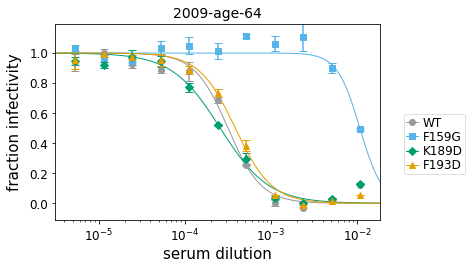 2009-age-64
fraction infectivity
1.0
0.8
0.6
0.4
0.2
0.0
10⁻⁵
10⁻⁴
10⁻³
10⁻²
serum dilution
WT
F159G
K189D
F193D